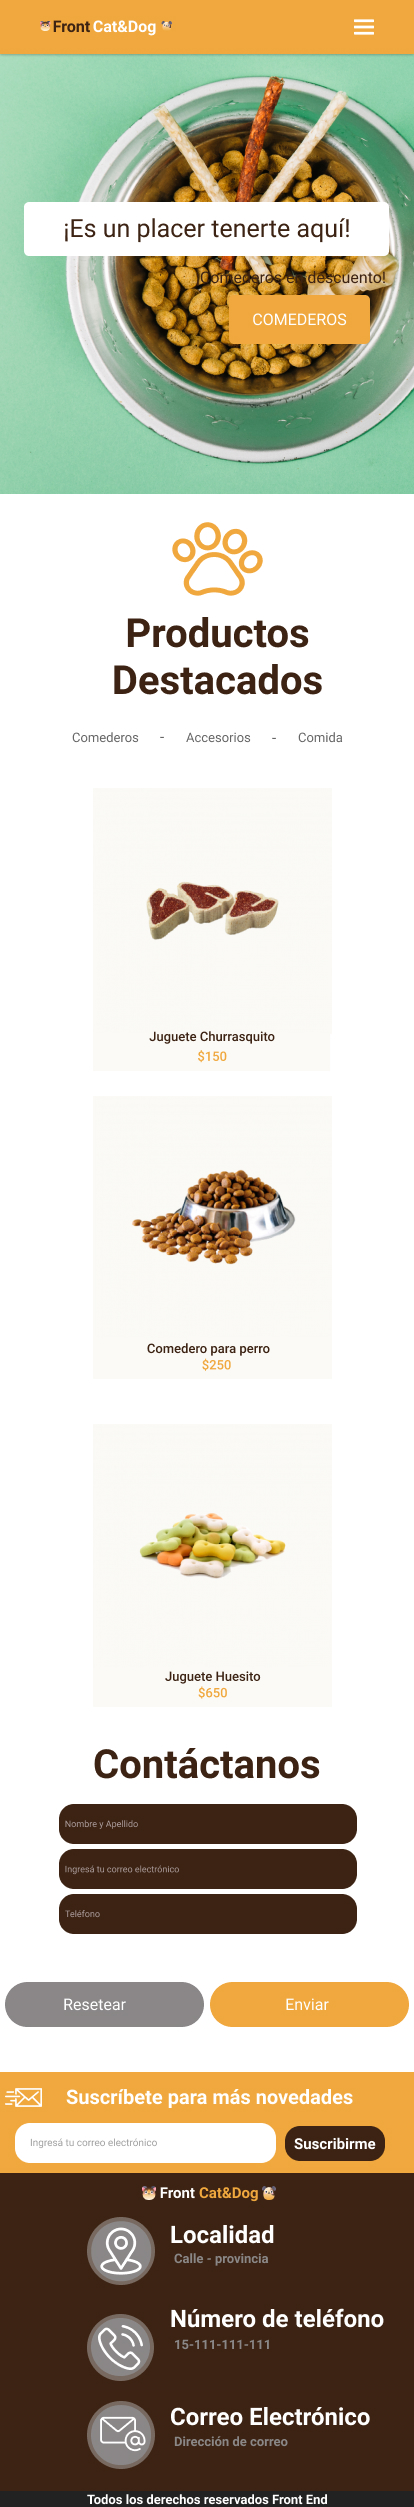 Front Cat&Dog
¡Es un placer tenerte aquí!
¡Comederos en descuento!
COMEDEROS
Productos
Destacados
Comederos - Accesorios - Comida
Juguete Churrasquito
$150
Comedero para perro
$250
Juguete Huesito
$650
Contáctanos
Nombre y Apellido
Ingresá tu correo electrónico
Teléfono
Resetear Enviar
Suscríbete para más novedades
Ingresá tu correo electrónico Suscribirme
Front Cat&Dog
Localidad
Calle - provincia
Número de teléfono
15-111-111-111
Correo Electrónico
Dirección de correo
Todos los derechos reservados Front End